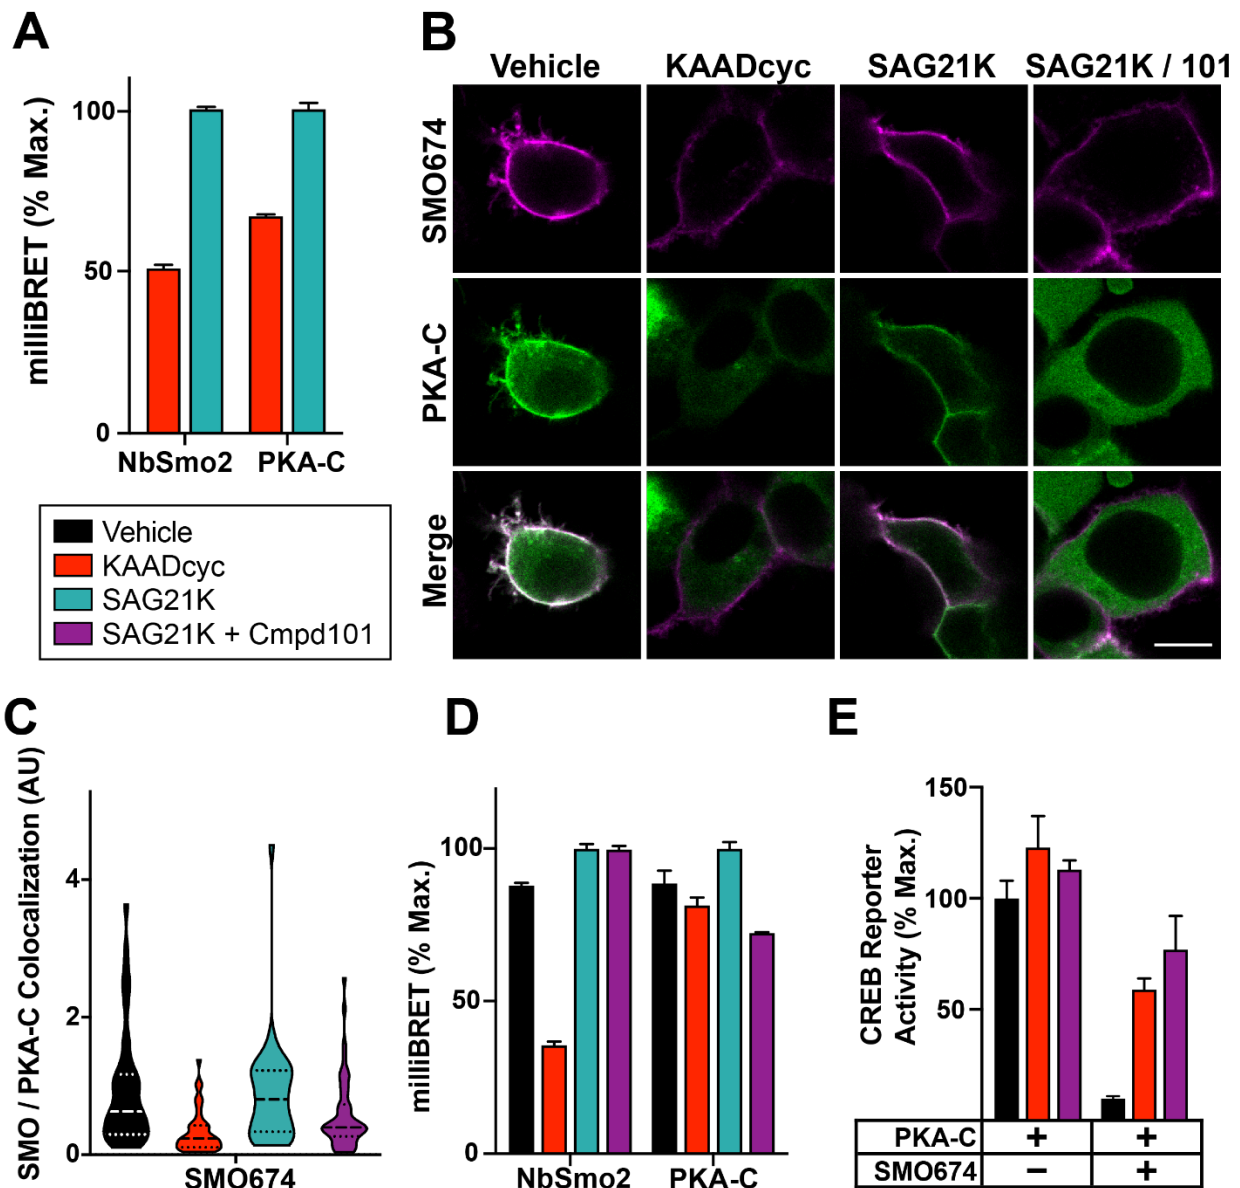 A
milliBRET (% Max.)
100
50
0
NbSmo2 PKA-C
Vehicle
KAADcyc
SAG21K
SAG21K + Cmpd101
B
Vehicle KAADcyc SAG21K SAG21K / 101
SMO674
PKA-C
Merge
C
SMO / PKA-C Colocalization (AU)
4
2
0
SMO674
D
milliBRET (% Max.)
100
50
0
NbSmo2 PKA-C
E
CREB Reporter
Activity (% Max.)
150
100
50
PKA-C + +
SMO674 − +